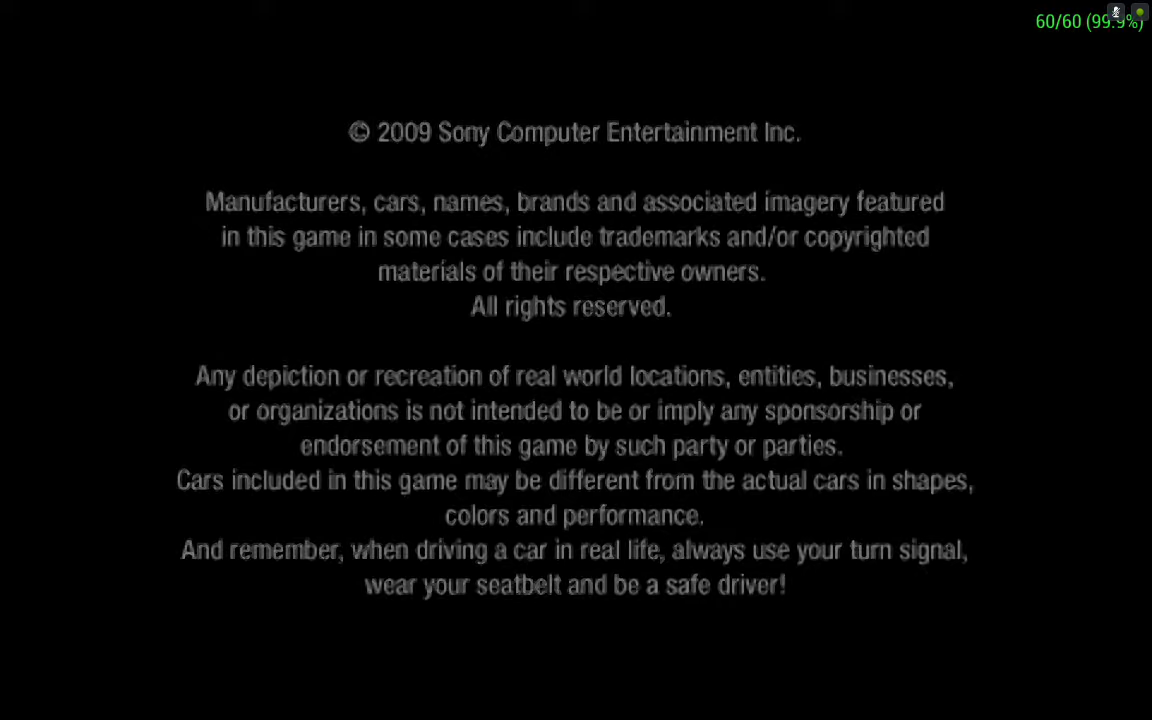 60/60 (99.9%)
© 2009 Sony Computer Entertainment Inc.
Manufacturers, cars, names, brands and associated imagery featured
in this game in some cases include trademarks and/or copyrighted
materials of their respective owners.
All rights reserved.
Any depiction or recreation of real world locations, entities, businesses,
or organizations is not intended to be or imply any sponsorship or
endorsement of this game by such party or parties.
Cars included in this game may be different from the actual cars in shapes,
colors and performance.
And remember, when driving a car in real life, always use your turn signal,
wear your seatbelt and be a safe driver!